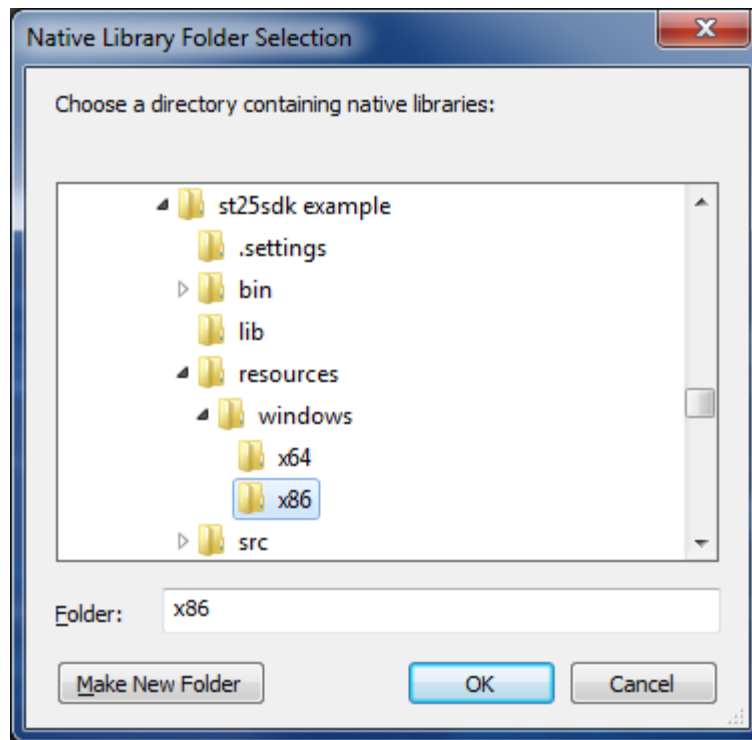 Native Library Folder Selection
Choose a directory containing native libraries:
st25sdk example
.settings
bin
lib
resources
windows
x64
x86
src
Folder: x86
Make New Folder OK Cancel